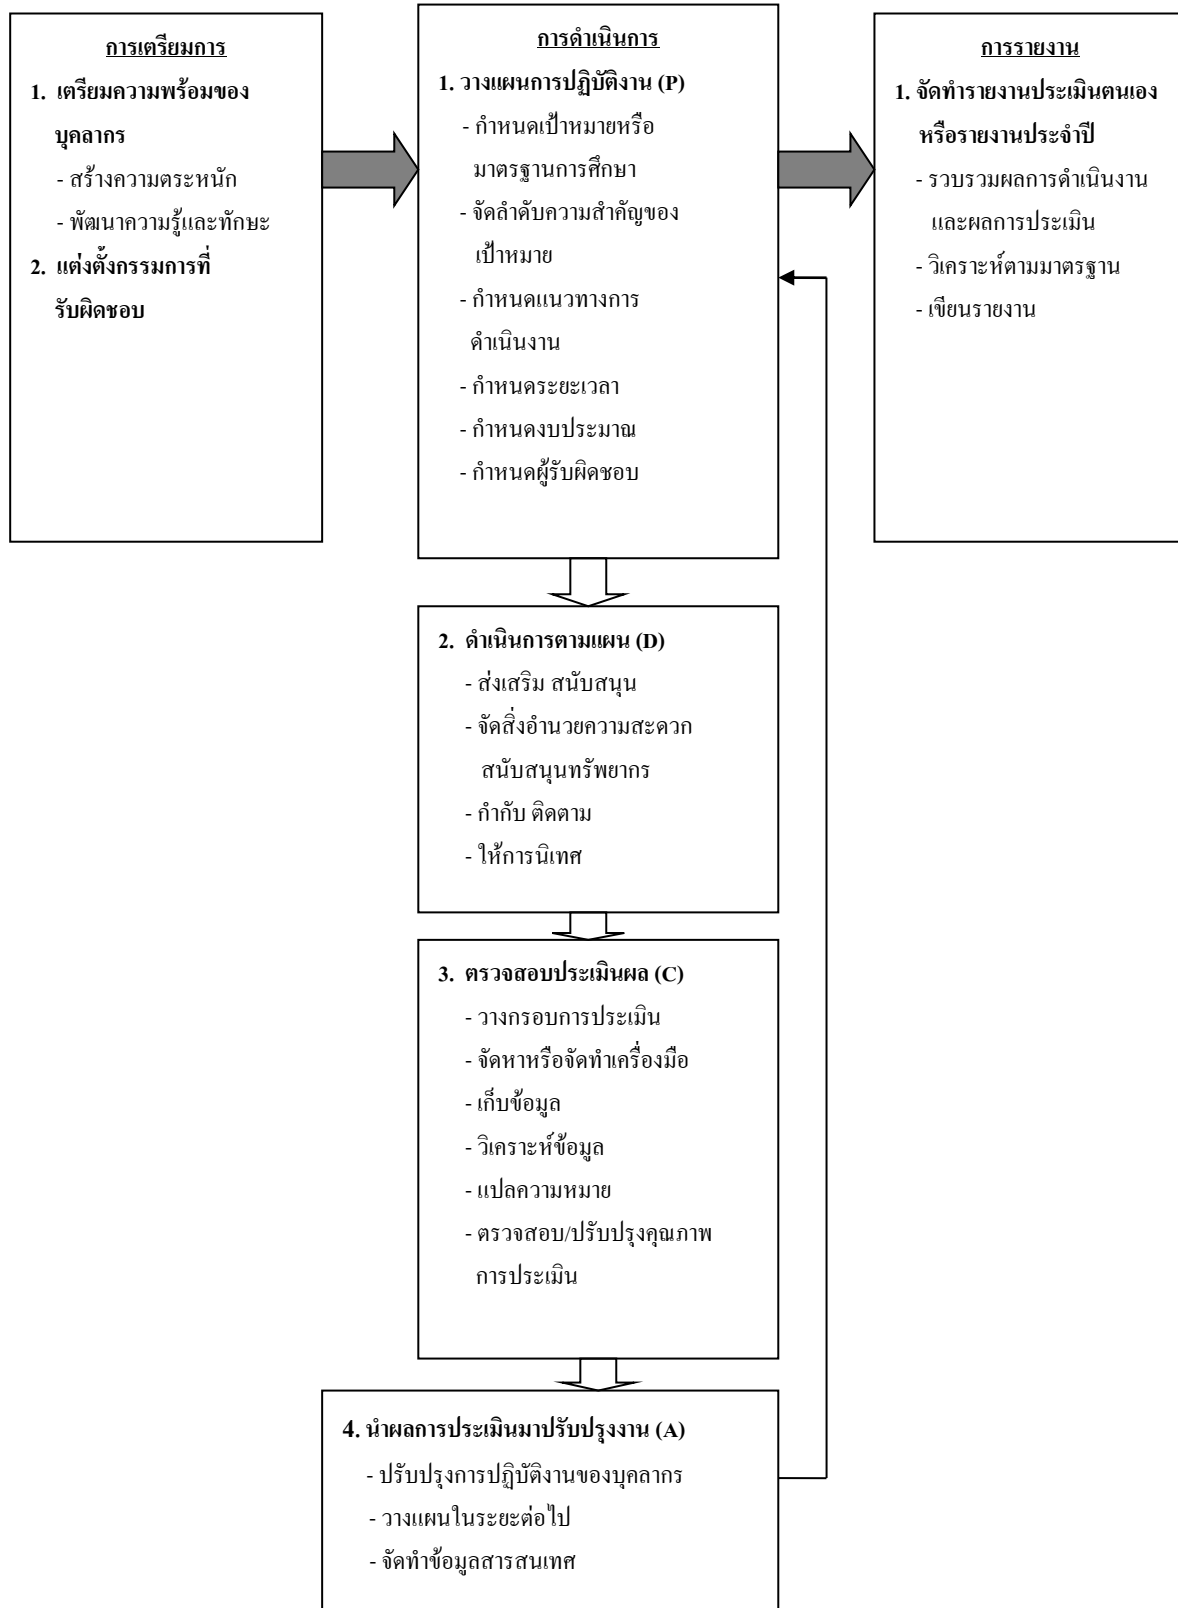 การเตรียมการ
1. เตรียมความพร้อมของ
บุคลากร
- สร้างความตระหนัก
- พัฒนาความรู้และทักษะ
2. แต่งตั้งกรรมการที่
รับผิดชอบ
การดำเนินการ
1. วางแผนการปฏิบัติงาน (P)
- กำหนดเป้าหมายหรือ
มาตรฐานการศึกษา
- จัดลำดับความสำคัญของ
เป้าหมาย
- กำหนดแนวทางการ
ดำเนินงาน
- กำหนดระยะเวลา
- กำหนดงบประมาณ
- กำหนดผู้รับผิดชอบ
การรายงาน
1. จัดทำรายงานประเมินตนเอง
หรือรายงานประจำปี
- รวบรวมผลการดำเนินงาน
และผลการประเมิน
- วิเคราะห์ตามมาตรฐาน
- เขียนรายงาน
2. ดำเนินการตามแผน (D)
- ส่งเสริม สนับสนุน
- จัดสิ่งอำนวยความสะดวก
สนับสนุนทรัพยากร
- กำกับ ติดตาม
- ให้การนิเทศ
3. ตรวจสอบประเมินผล (C)
- วางกรอบการประเมิน
- จัดหาหรือจัดทำเครื่องมือ
- เก็บข้อมูล
- วิเคราะห์ข้อมูล
- แปลความหมาย
- ตรวจสอบ/ปรับปรุงคุณภาพ
การประเมิน
4. นำผลการประเมินมาปรับปรุงงาน (A)
- ปรับปรุงการปฏิบัติงานของบุคลากร
- วางแผนในระยะต่อไป
- จัดทำข้อมูลสารสนเทศ